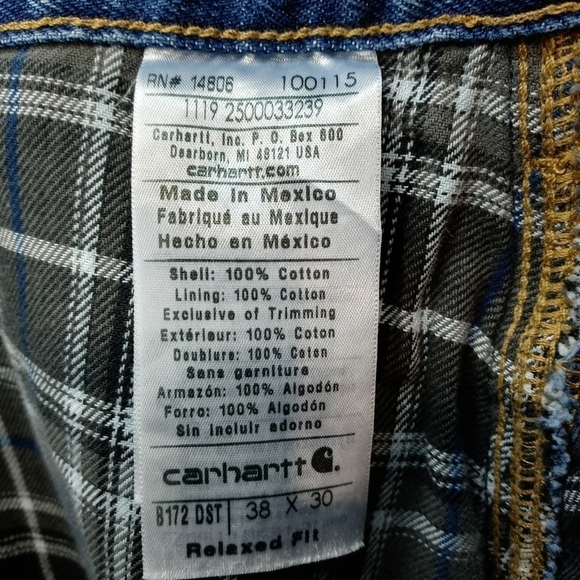 RN# 14806 100115
1119 2500033239
Carhartt, Inc. P. O. Box 600
Dearborn, MI 48121 USA
carhartt.com
Made in Mexico
Fabriqué au Mexique
Hecho en México
Shell: 100% Cotton
Lining: 100% Cotton
Exclusive of Trimming
Extérieur: 100% Coton
Doublure: 100% Coton
Sans garniture
Armazón: 100% Algodón
Forro: 100% Algodón
Sin incluir adorno
carhartt
B172 DST 38 X 30
Relaxed Fit